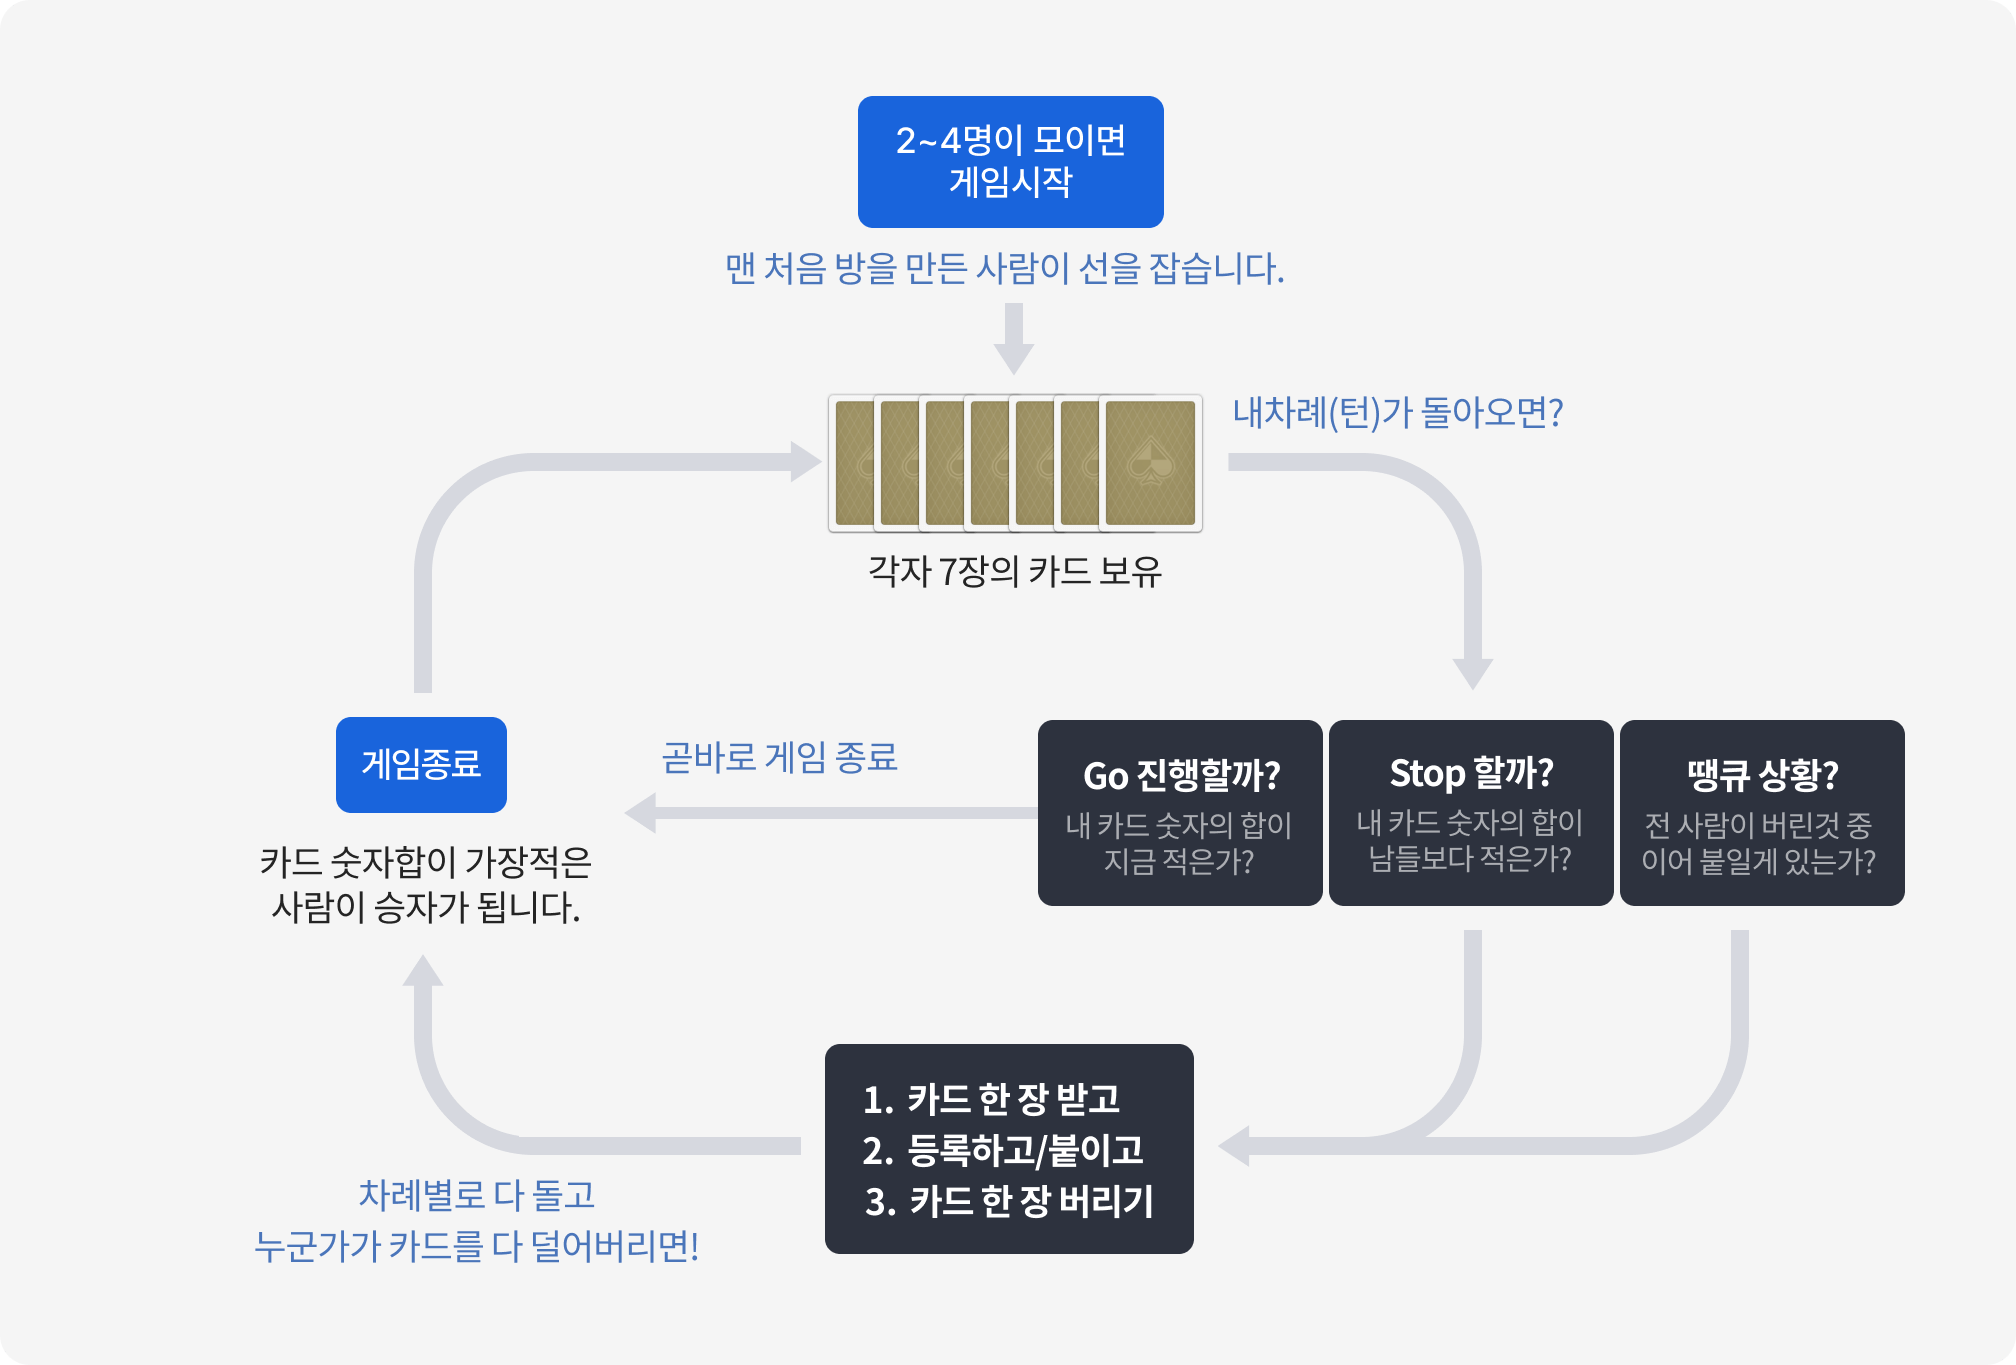 2~4명이 모이면
게임시작
맨 처음 방을 만든 사람이 선을 잡습니다.
내차례(턴)가 돌아오면?
각자 7장의 카드 보유
게임종료
카드 숫자합이 가장적은
사람이 승자가 됩니다.
곧바로 게임 종료
Go 진행할까?
내 카드 숫자의 합이
지금 적은가?
Stop 할까?
내 카드 숫자의 합이
남들보다 적은가?
땡큐 상황?
전 사람이 버린것 중
이어 붙일게 있는가?
1. 카드 한 장 받고
2. 등록하고/붙이고
3. 카드 한 장 버리기
차례별로 다 돌고
누군가가 카드를 다 덜어버리면!